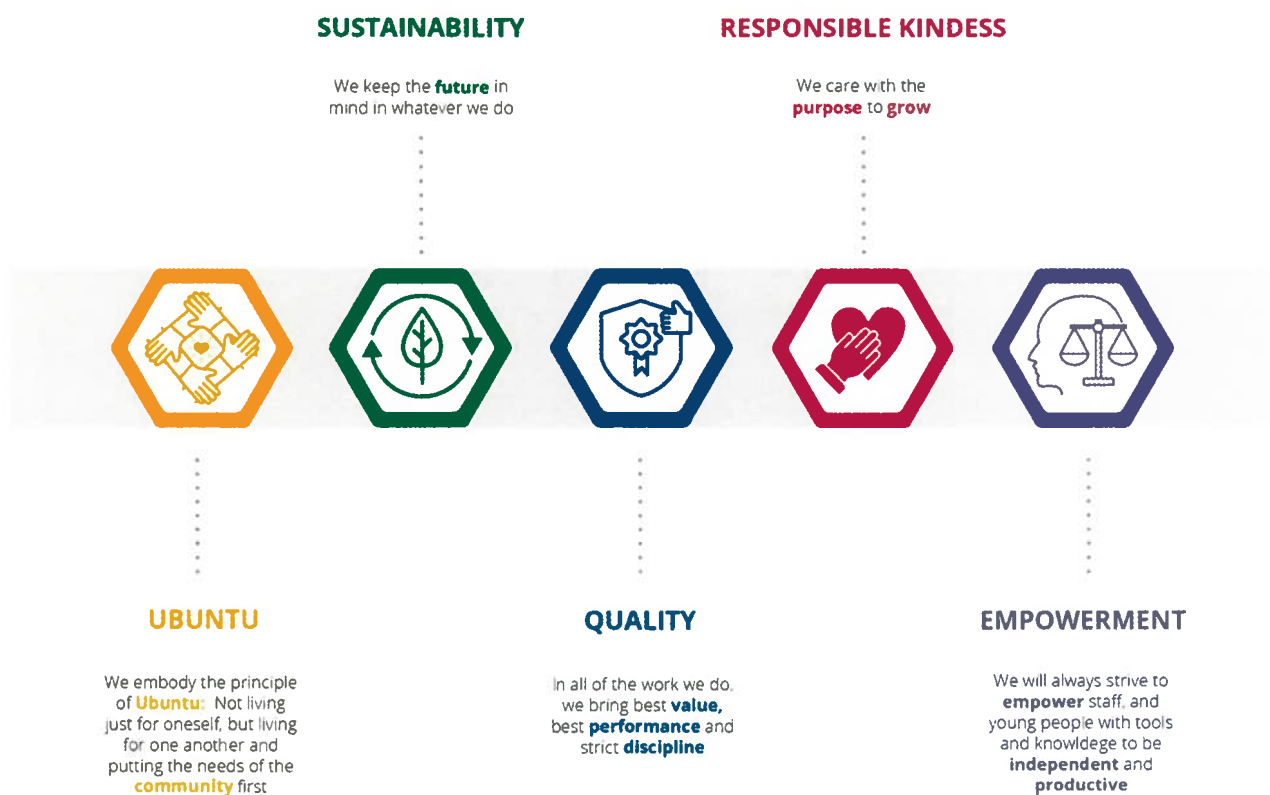 SUSTAINABILITY
We keep the future in
mind in whatever we do
RESPONSIBLE KINDESS
We care with the
purpose to grow
UBUNTU
We embody the principle
of Ubuntu: Not living
just for oneself, but living
for one another and
putting the needs of the
community first
QUALITY
In all of the work we do,
we bring best value,
best performance and
strict discipline
EMPOWERMENT
We will always strive to
empower staff, and
young people with tools
and knowldege to be
independent and
productive